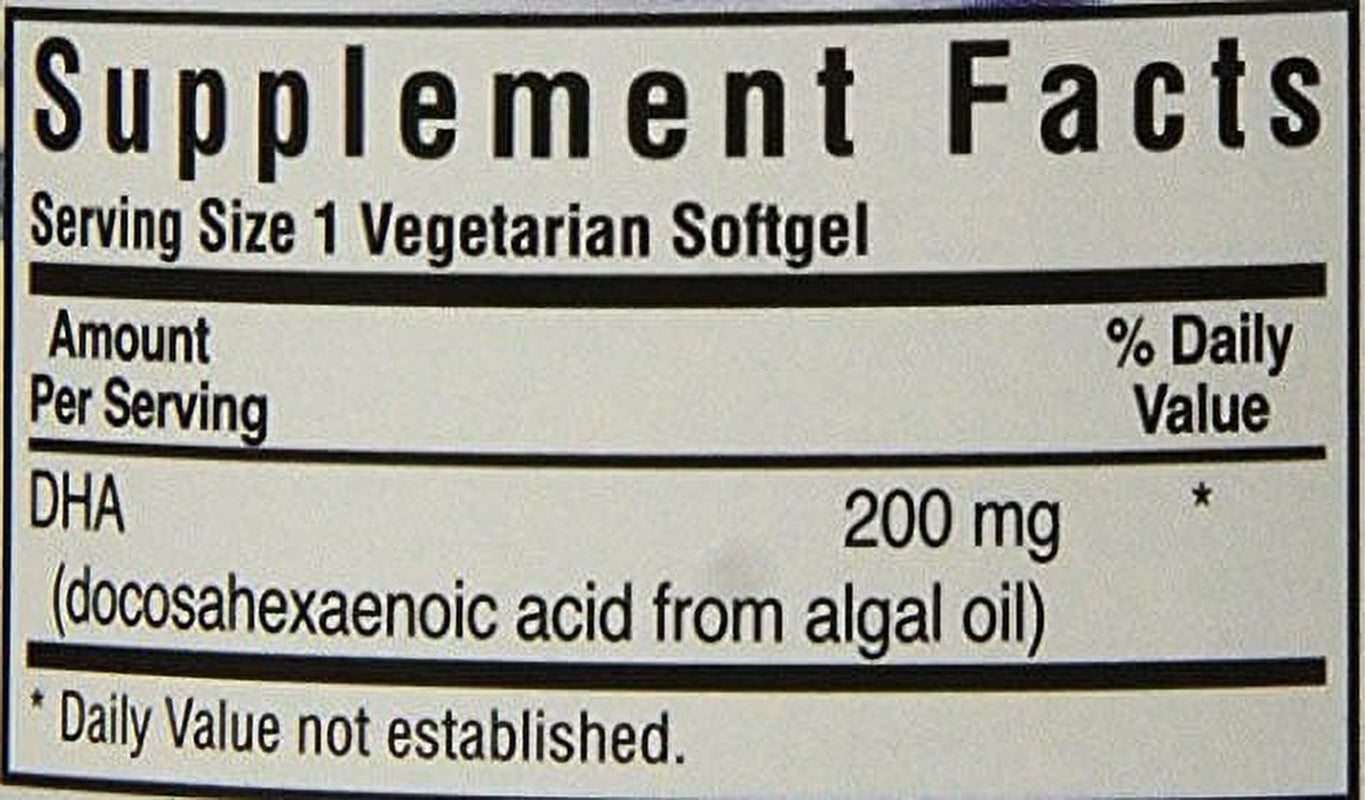 Supplement Facts
Serving Size 1 Vegetarian Softgel
Amount
Per Serving
% Daily
Value
DHA 200 mg *
(docosahexaenoic acid from algal oil)
* Daily Value not established.